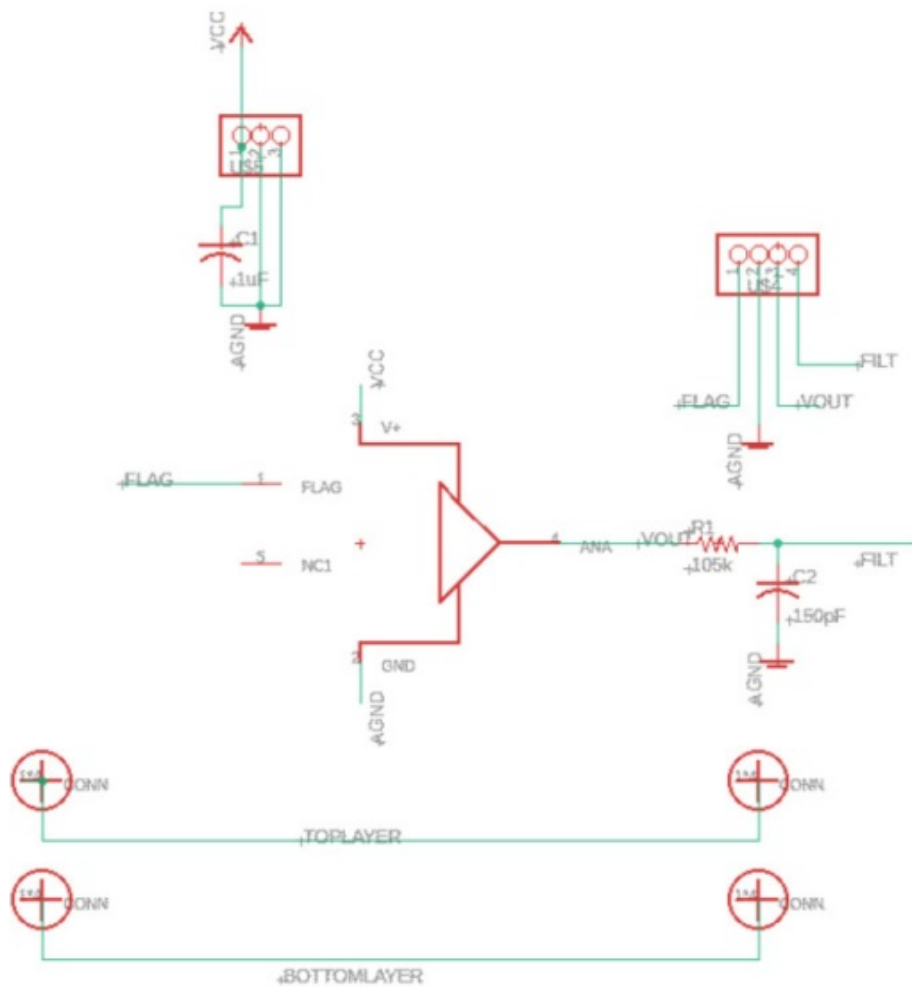 VCC
1
2
3
C1
1uF
AGND
1
2
3
4
FILT
FLAG
VOUT
AGND
VCC
V+
FLAG
1
FLAG
5
NC1
4
ANA
VOUT
R1
105k
FILT
C2
150pF
AGND
GND
AGND
CONN
CONN
TOPLAYER
CONN
CONN
BOTTOMLAYER